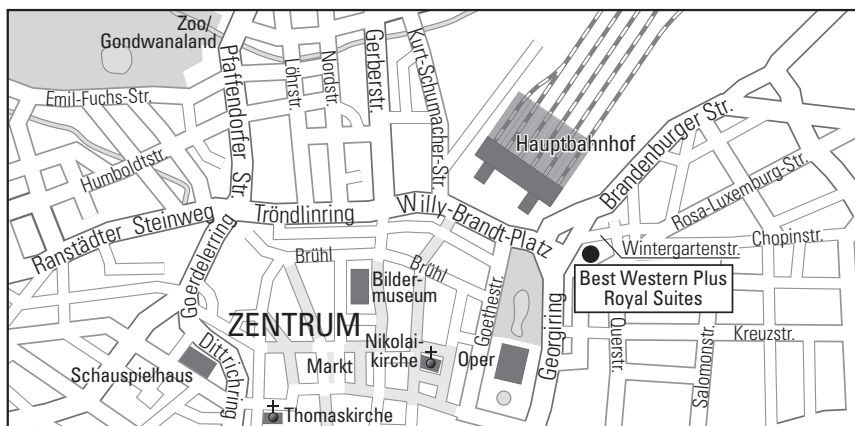 Zoo/
Gondwanaland
Pfaffendorfer Str.
Löhrstr.
Nordstr.
Gerberstr.
Kurt-Schumacher-Str.
Emil-Fuchs-Str.
Humboldtstr.
Hauptbahnhof
Brandenburger Str.
Rosa-Luxemburg-Str.
Ranstädter Steinweg
Tröndlinring
Willy-Brandt-Platz
Wintergartenstr.
Chopinstr.
Goerdelerring
Brühl
Brühl
Bilder-
museum
Goethestr.
Best Western Plus
Royal Suites
ZENTRUM
Georgiring
Querstr.
Salomonstr.
Kreuzstr.
Dittrichring
Schauspielhaus
Markt
Nikolai-
kirche
Oper
Thomaskirche